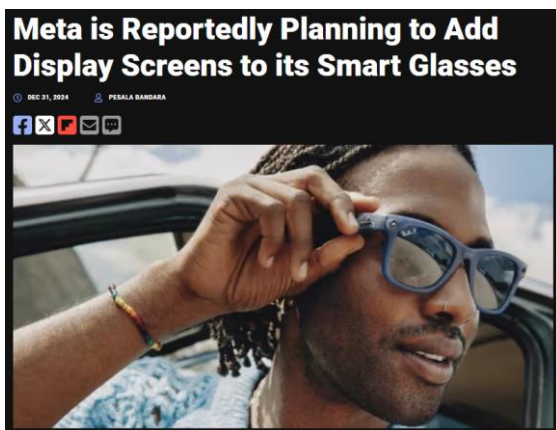 Meta is Reportedly Planning to Add
Display Screens to its Smart Glasses
DEC 31, 2024 PESALA BANDARA